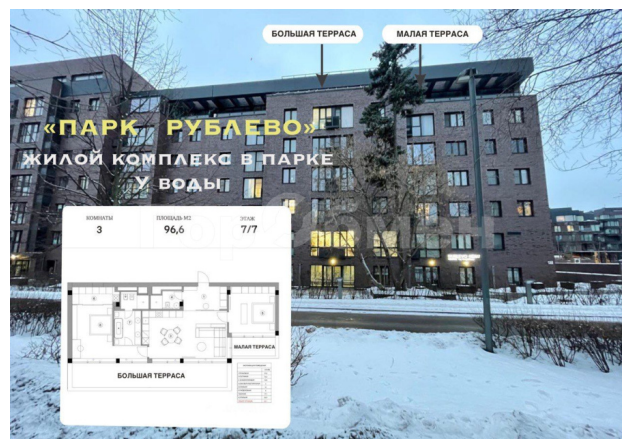 БОЛЬШАЯ ТЕРРАСА
МАЛАЯ ТЕРРАСА
«ПАРК РУБЛЕВО»
ЖИЛОЙ КОМПЛЕКС В ПАРКЕ
У ВОДЫ
КОМНАТЫ
3
ПЛОЩАДЬ М2
96,6
ЭТАЖ
7/7
МАЛАЯ ТЕРРАСА
БОЛЬШАЯ ТЕРРАСА